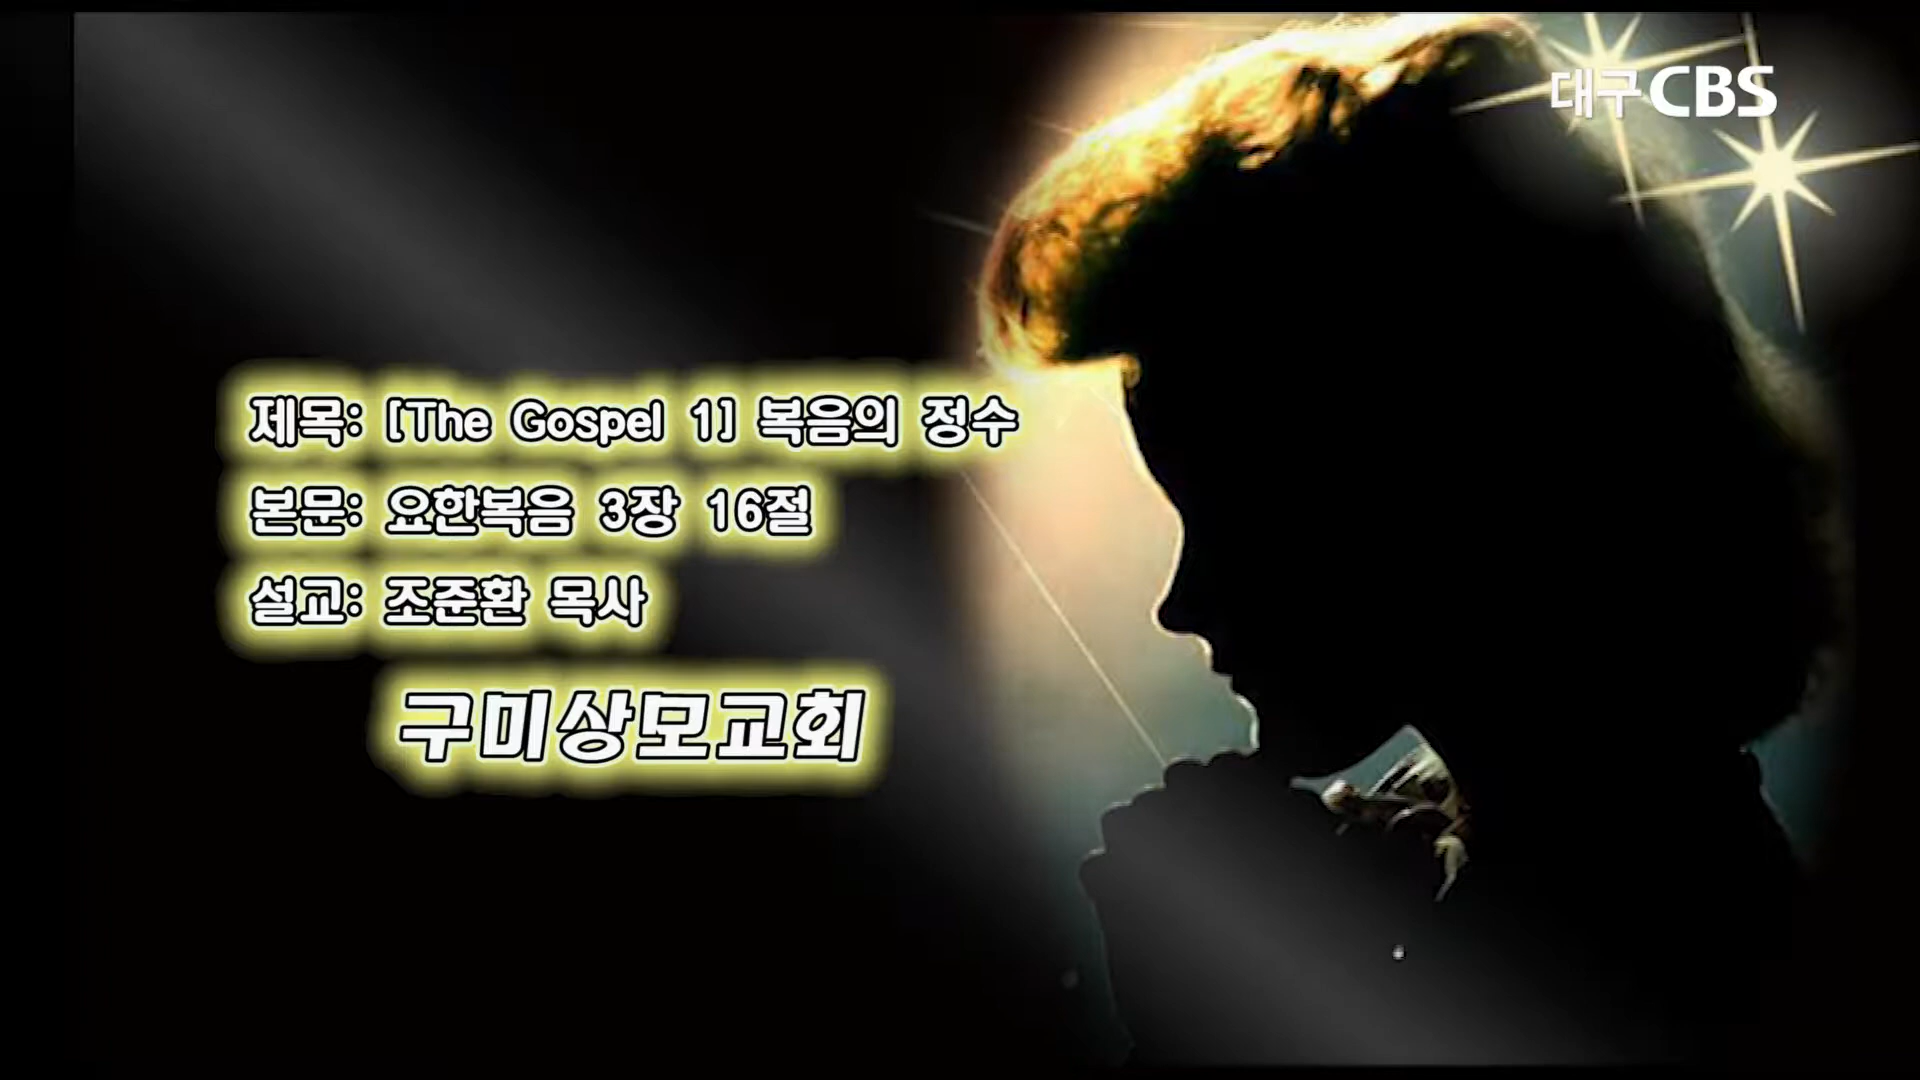 대구CBS
제목: [The Gospel 1] 복음의 정수
본문: 요한복음 3장 16절
설교: 조준환 목사
구미상모교회